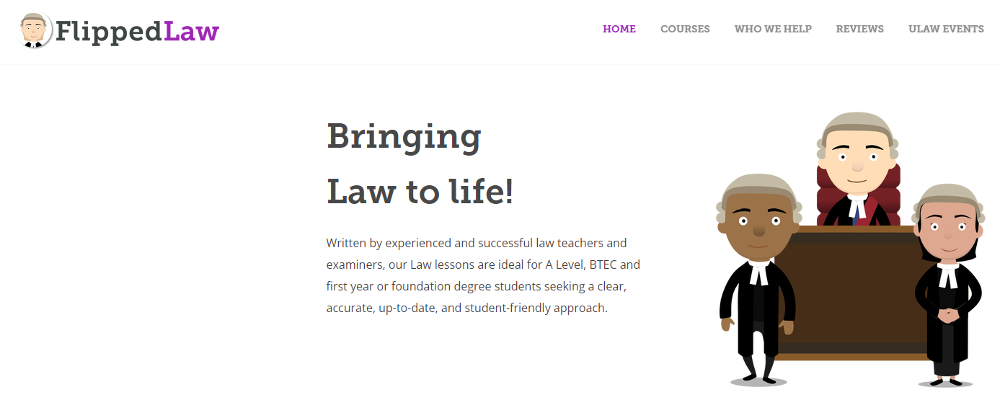 FlippedLaw
HOME COURSES WHO WE HELP REVIEWS ULAW EVENTS
Bringing
Law to life!
Written by experienced and successful law teachers and
examiners, our Law lessons are ideal for A Level, BTEC and
first year or foundation degree students seeking a clear,
accurate, up-to-date, and student-friendly approach.